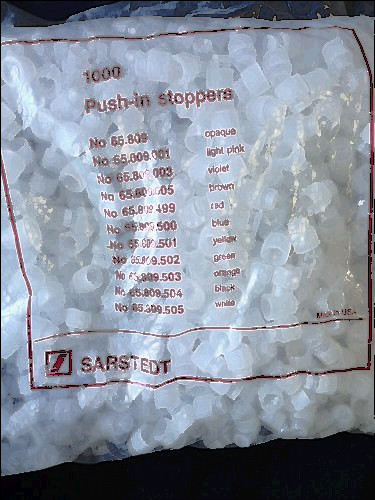 1000
Push-in stoppers
No 65.809 opaque
No 65.809.001 light pink
No 65.809.003 violet
No 65.809.005 brown
No 65.809.499 red
No 65.809.500 blue
No 65.809.501 yellow
No 65.809.502 green
No 65.809.503 orange
No 65.809.504 black
No 65.809.505 white
Made in USA
SARSTEDT